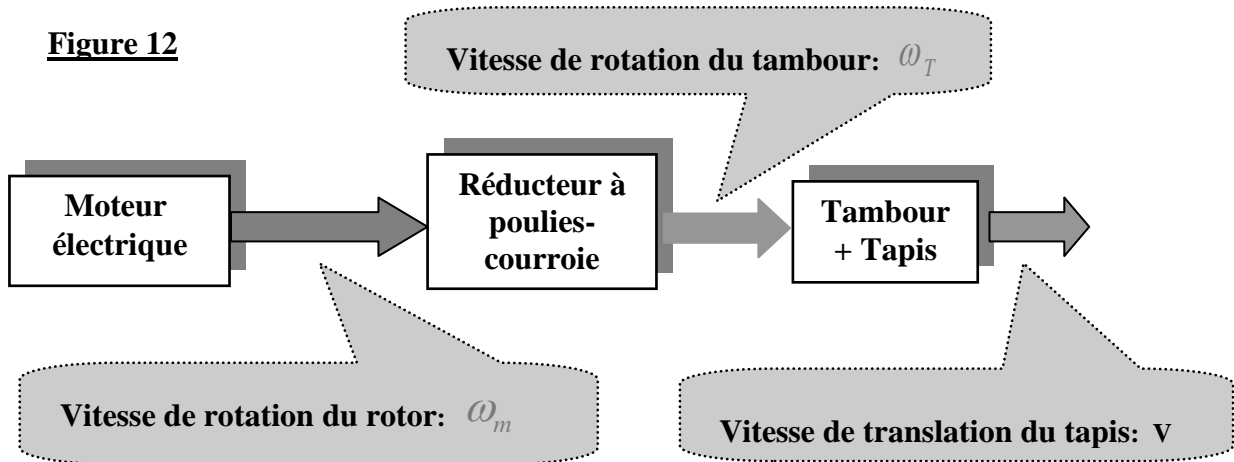 Figure 12
Vitesse de rotation du tambour: ω_T
Moteur
électrique
Réducteur à
poulies-
courroie
Tambour
+ Tapis
Vitesse de rotation du rotor: ω_m
Vitesse de translation du tapis: v